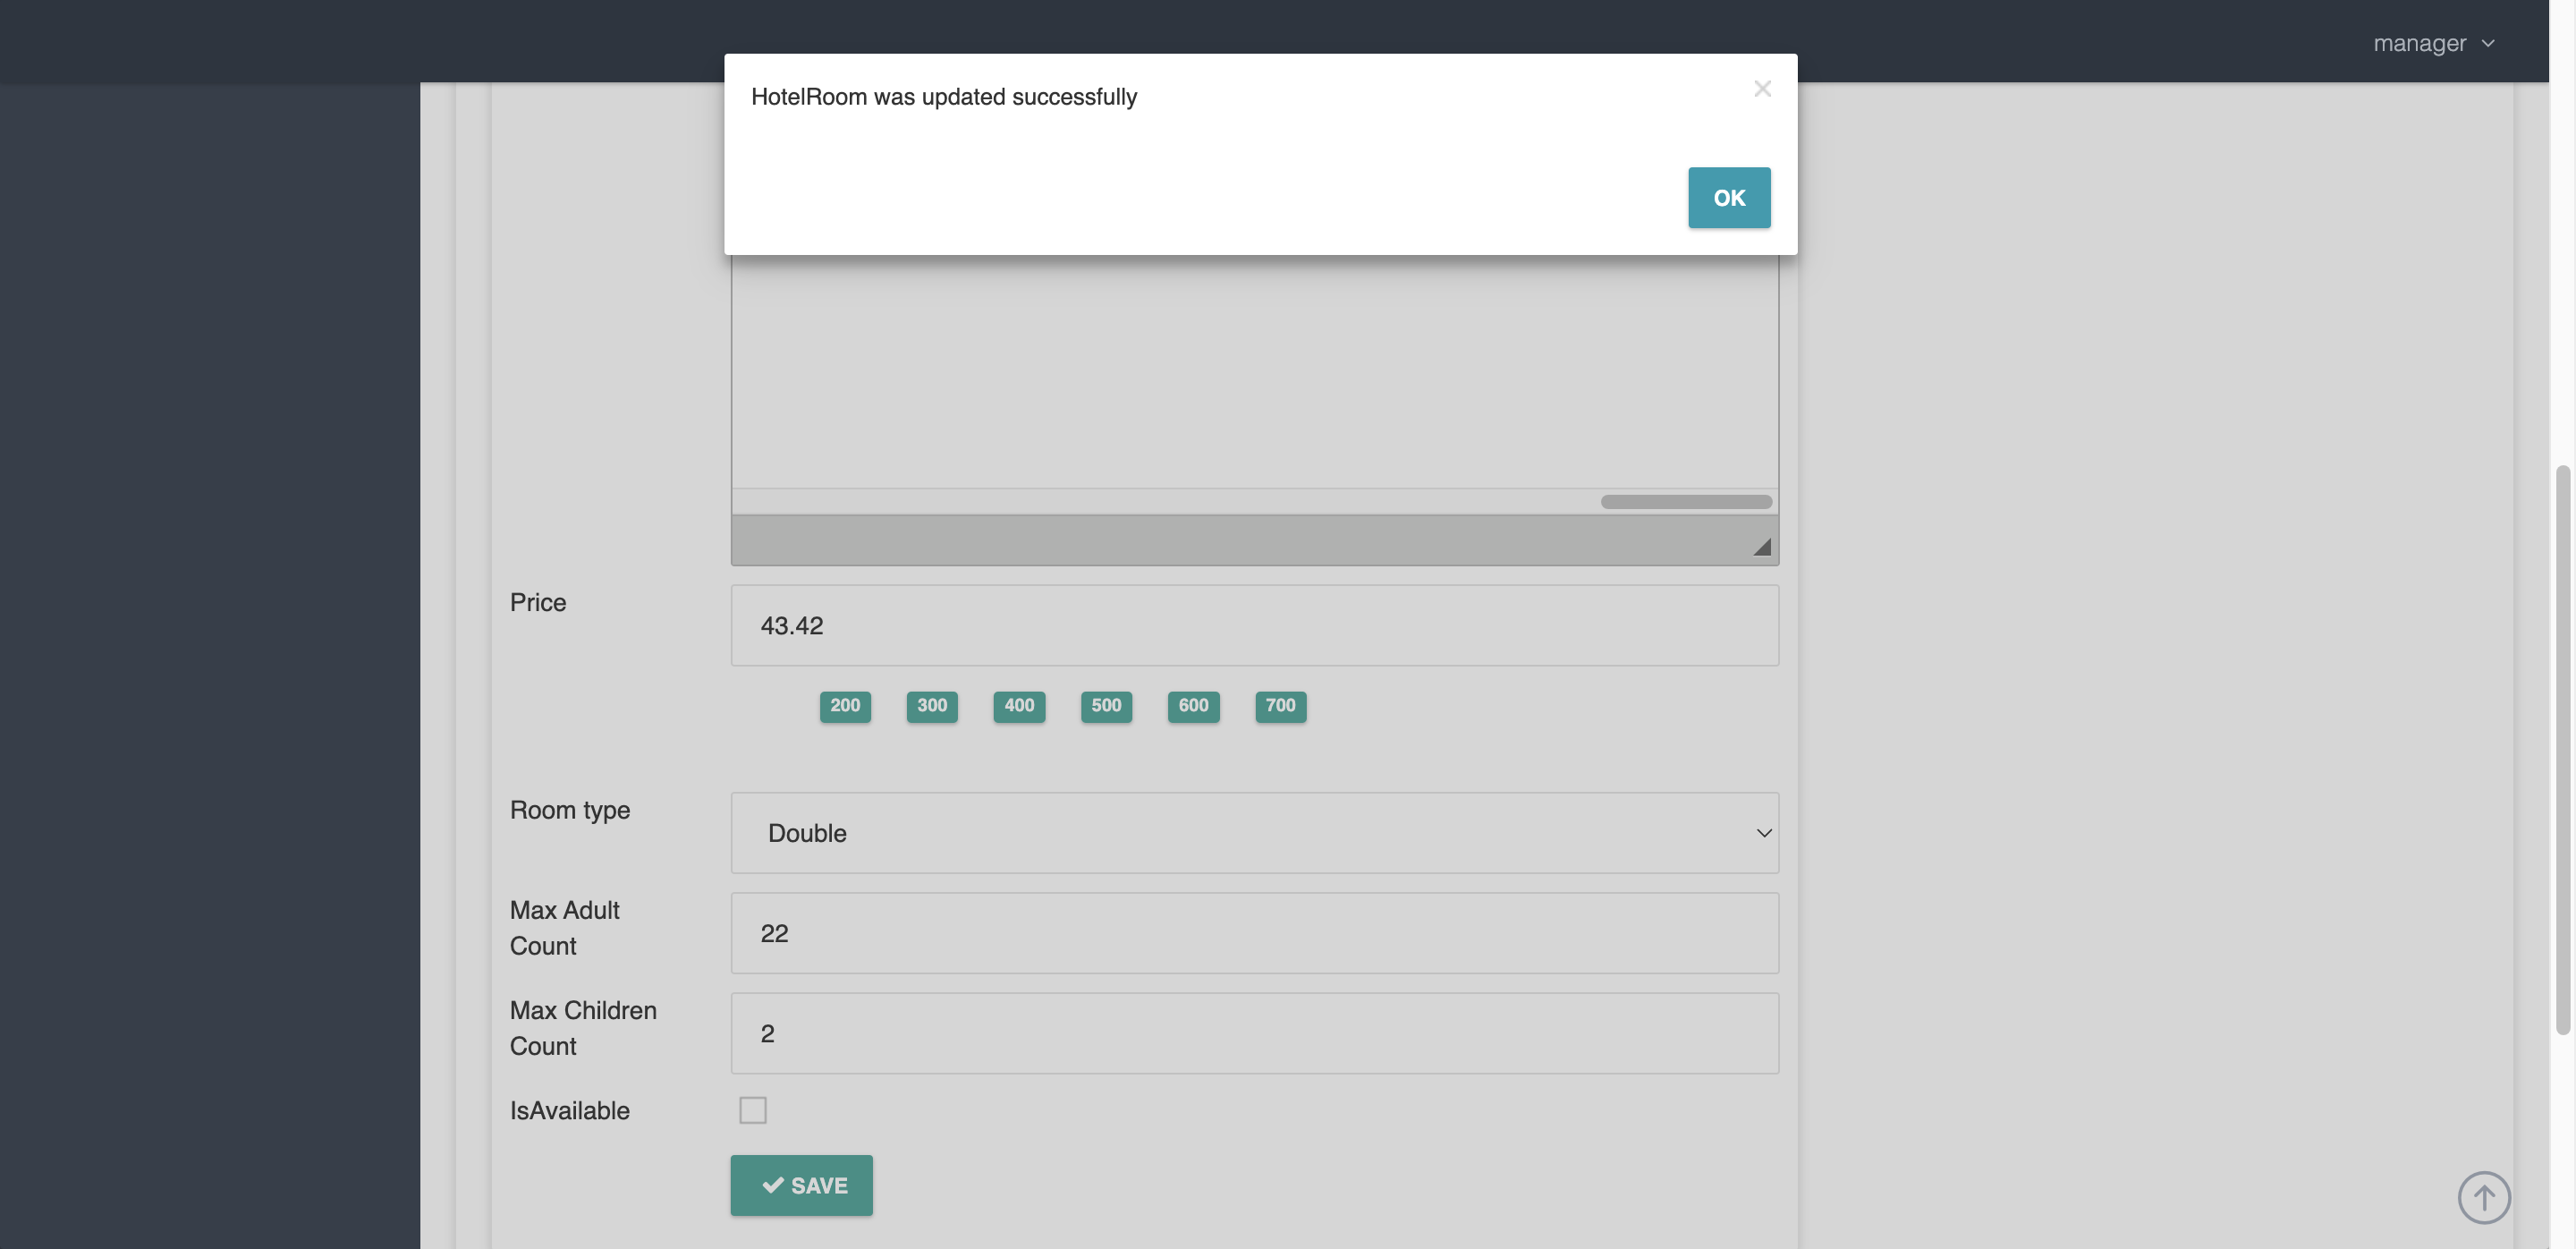 manager
HotelRoom was updated successfully
×
OK
Price
43.42
200 300 400 500 600 700
Room type
Double
Max Adult
Count
22
Max Children
Count
2
IsAvailable
SAVE